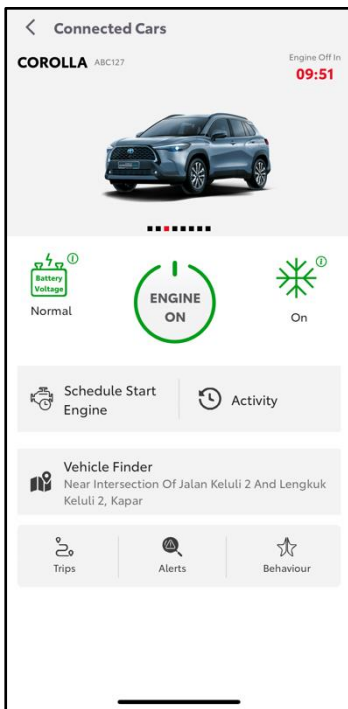 Connected Cars
COROLLA ABC127
Engine Off In
09:51
Battery
Voltage
Normal
ENGINE
ON
On
Schedule Start
Engine
Activity
Vehicle Finder
Near Intersection Of Jalan Keluli 2 And Lengkuk
Keluli 2, Kapar
Trips
Alerts
Behaviour